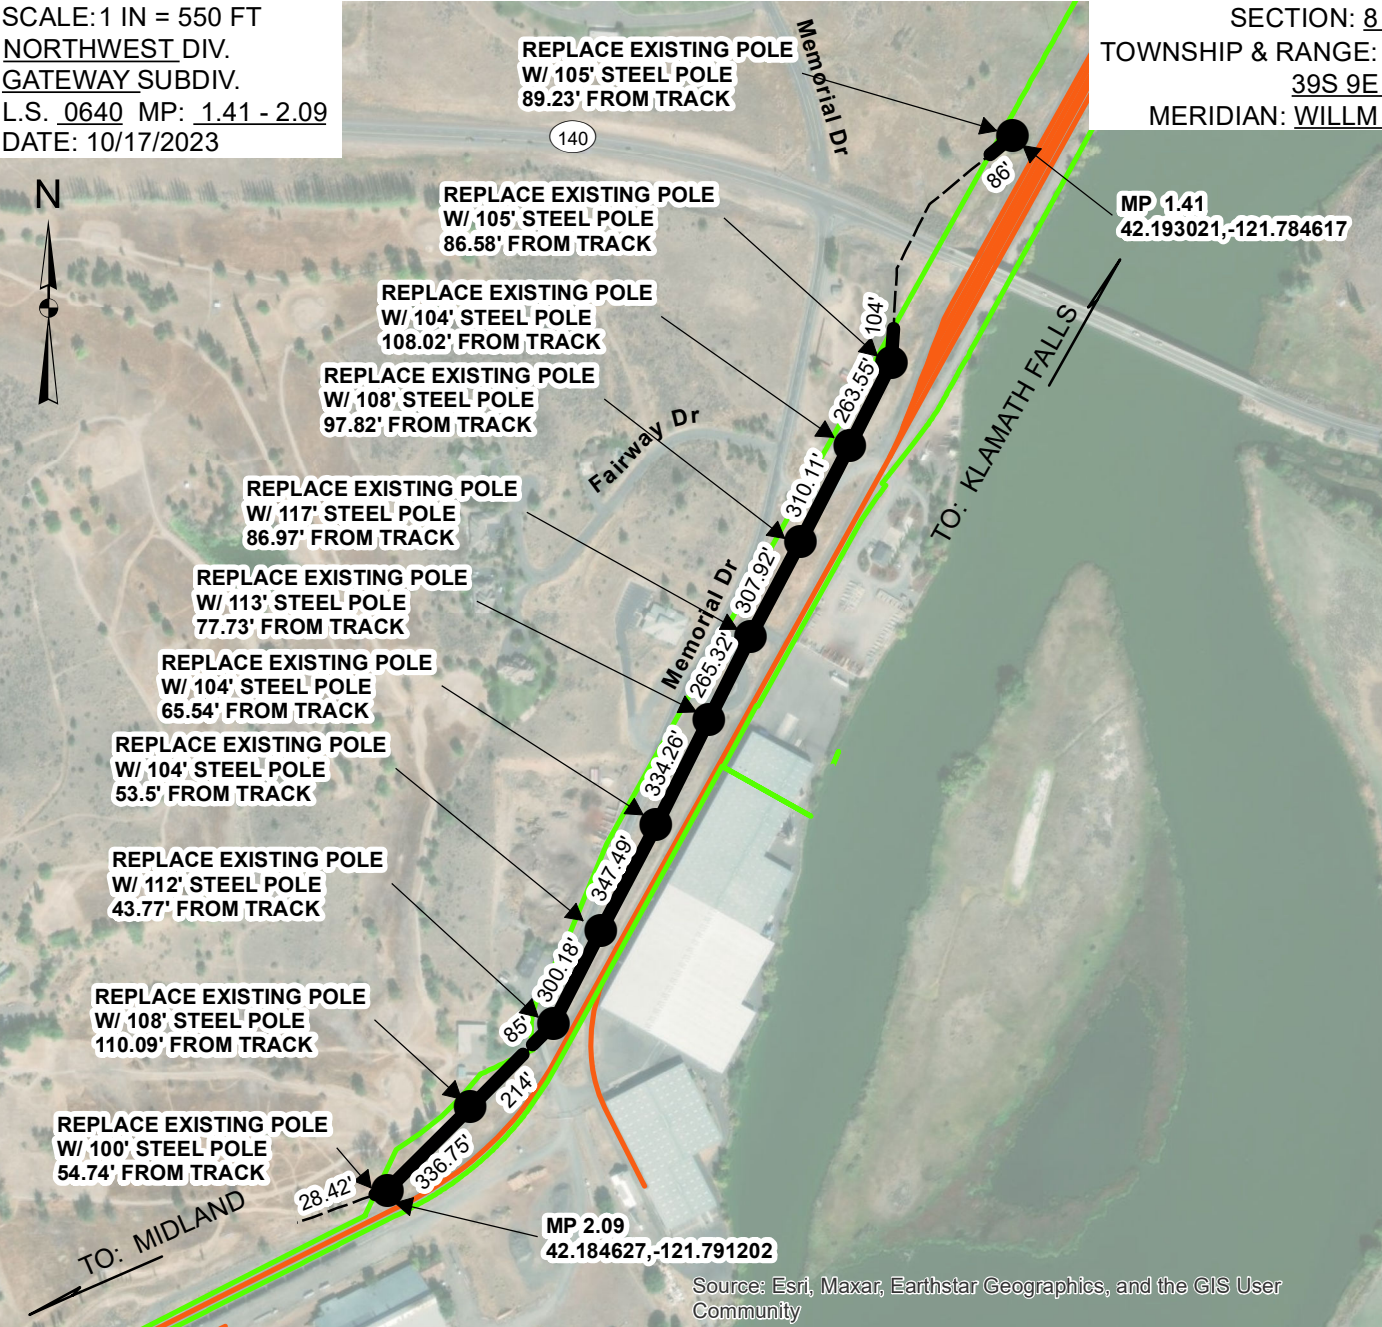 SCALE:1 IN = 550 FT
NORTHWEST DIV.
GATEWAY SUBDIV.
L.S. 0640 MP: 1.41 - 2.09
DATE: 10/17/2023
SECTION: 8
TOWNSHIP & RANGE:
39S 9E
MERIDIAN: WILLM
N
REPLACE EXISTING POLE
W/ 105' STEEL POLE
89.23' FROM TRACK
Memorial Dr
140
86'
MP 1.41
42.193021,-121.784617
REPLACE EXISTING POLE
W/ 105' STEEL POLE
86.58' FROM TRACK
104'
REPLACE EXISTING POLE
W/ 104' STEEL POLE
108.02' FROM TRACK
263.55'
TO: KLAMATH FALLS
REPLACE EXISTING POLE
W/ 108' STEEL POLE
97.82' FROM TRACK
Fairway Dr
310.11'
REPLACE EXISTING POLE
W/ 117' STEEL POLE
86.97' FROM TRACK
307.92'
REPLACE EXISTING POLE
W/ 113' STEEL POLE
77.73' FROM TRACK
Memorial Dr
265.32'
REPLACE EXISTING POLE
W/ 104' STEEL POLE
65.54' FROM TRACK
334.26'
REPLACE EXISTING POLE
W/ 104' STEEL POLE
53.5' FROM TRACK
347.49'
REPLACE EXISTING POLE
W/ 112' STEEL POLE
43.77' FROM TRACK
300.18'
85'
REPLACE EXISTING POLE
W/ 108' STEEL POLE
110.09' FROM TRACK
214'
REPLACE EXISTING POLE
W/ 100' STEEL POLE
54.74' FROM TRACK
336.75'
28.42'
TO: MIDLAND
MP 2.09
42.184627,-121.791202
Source: Esri, Maxar, Earthstar Geographics, and the GIS User
Community